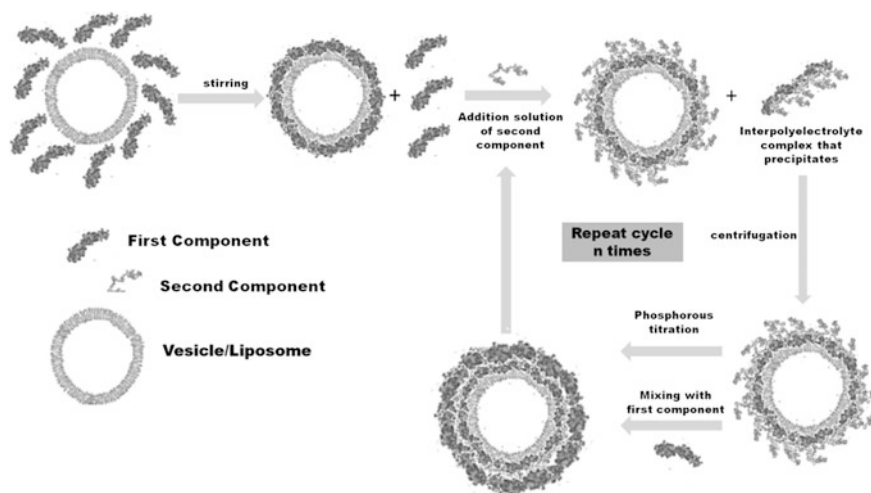 stirring
+
Addition solution
of second
component
+
Interpolyelectrolyte
complex that
precipitates
Repeat cycle
n times
centrifugation
First Component
Second Component
Vesicle/Liposome
Phosphorous
titration
Mixing with
first component